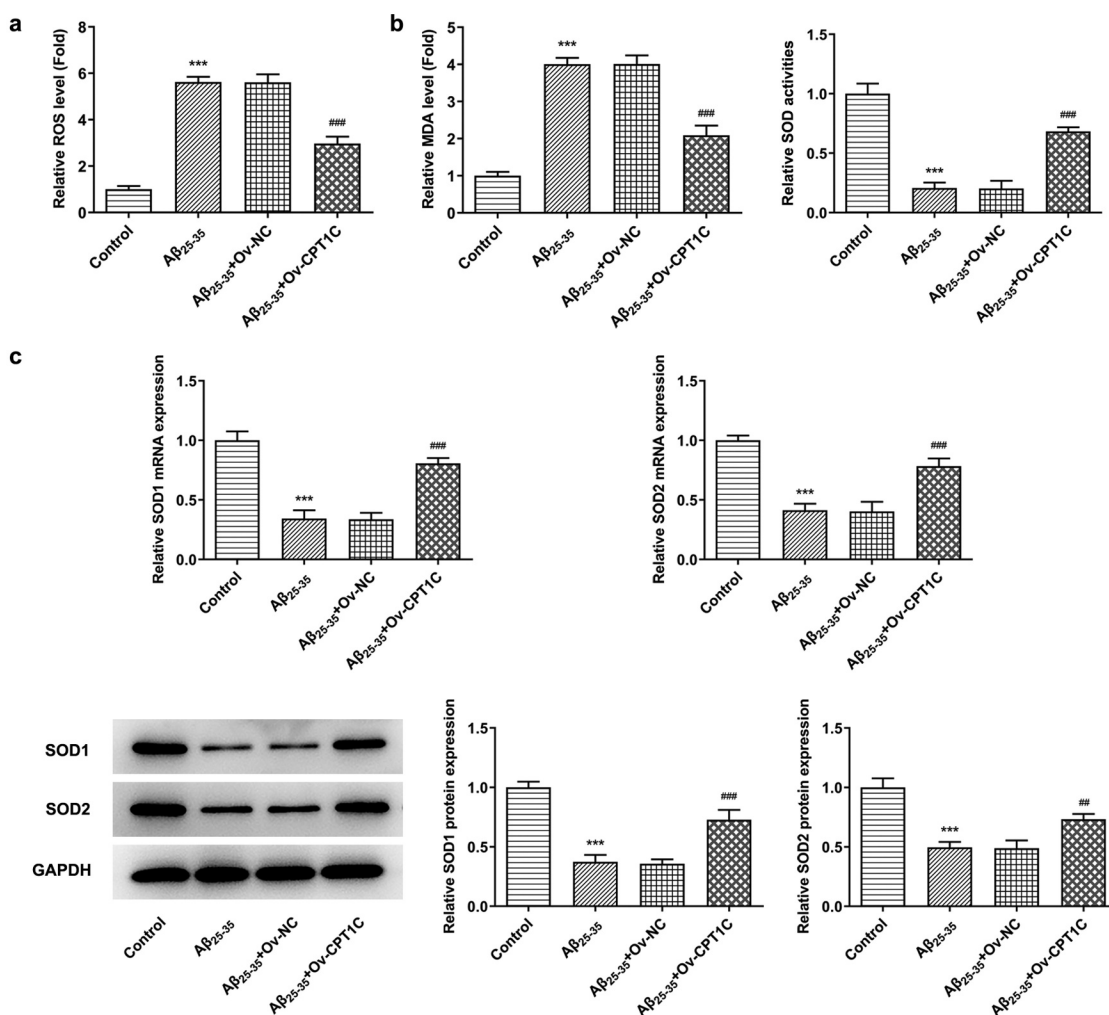 a
Relative ROS level (Fold)
8
6
4
2
0
***
###
Control
Aβ25-35
Aβ25-35+Ov-NC
Aβ25-35+Ov-CPT1C
b
Relative MDA level (Fold)
5
4
3
2
1
0
***
###
Control
Aβ25-35
Aβ25-35+Ov-NC
Aβ25-35+Ov-CPT1C
Relative SOD activities
1.5
1.0
0.5
0.0
***
###
Control
Aβ25-35
Aβ25-35+Ov-NC
Aβ25-35+Ov-CPT1C
c
Relative SOD1 mRNA expression
1.5
1.0
0.5
0.0
***
###
Control
Aβ25-35
Aβ25-35+Ov-NC
Aβ25-35+Ov-CPT1C
Relative SOD2 mRNA expression
1.5
1.0
0.5
0.0
***
###
Control
Aβ25-35
Aβ25-35+Ov-NC
Aβ25-35+Ov-CPT1C
SOD1
SOD2
GAPDH
Control
Aβ25-35
Aβ25-35+Ov-NC
Aβ25-35+Ov-CPT1C
Relative SOD1 protein expression
1.5
1.0
0.5
0.0
***
###
Control
Aβ25-35
Aβ25-35+Ov-NC
Aβ25-35+Ov-CPT1C
Relative SOD2 protein expression
1.5
1.0
0.5
0.0
***
##
Control
Aβ25-35
Aβ25-35+Ov-NC
Aβ25-35+Ov-CPT1C